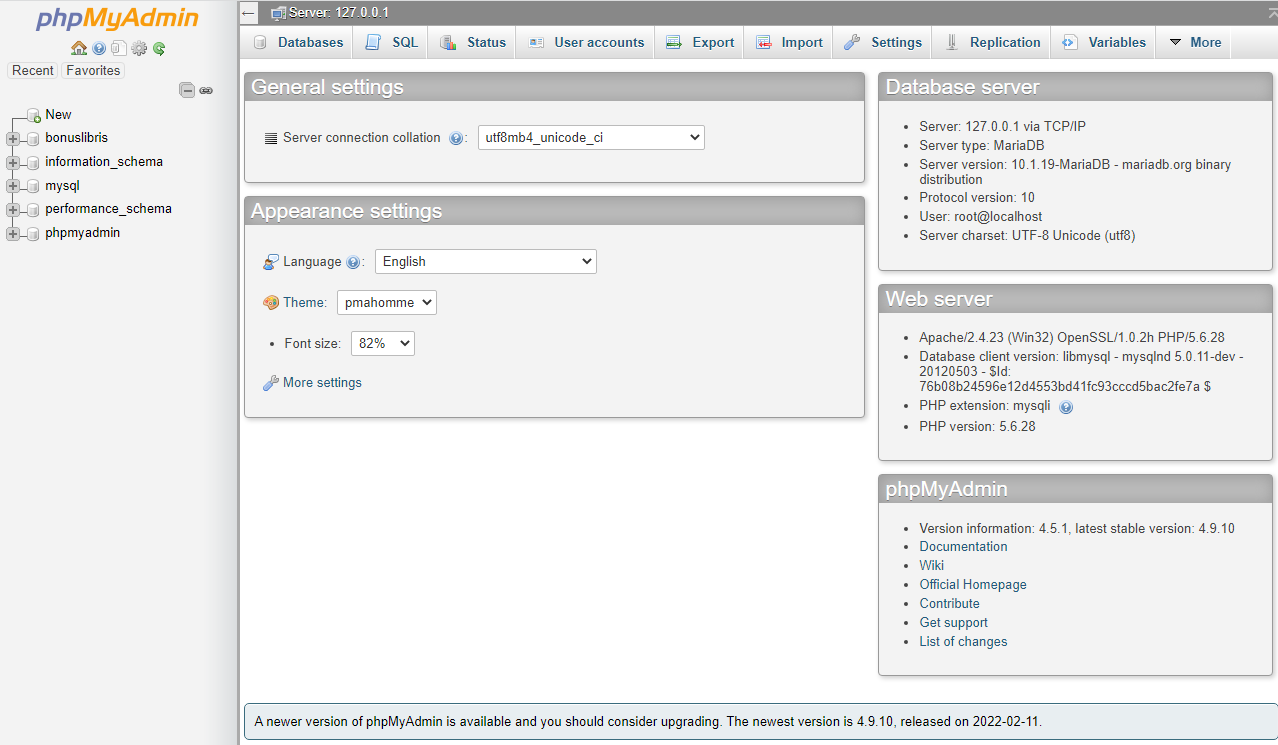 phpMyAdmin
Recent Favorites
New
bonuslibris
information_schema
mysql
performance_schema
phpmyadmin
Server: 127.0.0.1
Databases SQL Status User accounts Export Import Settings Replication Variables More
General settings
Server connection collation : utf8mb4_unicode_ci
Appearance settings
Language : English
Theme: pmahomme
• Font size: 82%
More settings
Database server
• Server: 127.0.0.1 via TCP/IP
• Server type: MariaDB
• Server version: 10.1.19-MariaDB - mariadb.org binary
distribution
• Protocol version: 10
• User: root@localhost
• Server charset: UTF-8 Unicode (utf8)
Web server
• Apache/2.4.23 (Win32) OpenSSL/1.0.2h PHP/5.6.28
• Database client version: libmysql - mysqlnd 5.0.11-dev -
20120503 - $Id:
76b08b24596e12d4553bd41fc93cccd5bac2fe7a $
• PHP extension: mysqli
• PHP version: 5.6.28
phpMyAdmin
• Version information: 4.5.1, latest stable version: 4.9.10
• Documentation
• Wiki
• Official Homepage
• Contribute
• Get support
• List of changes
A newer version of phpMyAdmin is available and you should consider upgrading. The newest version is 4.9.10, released on 2022-02-11.